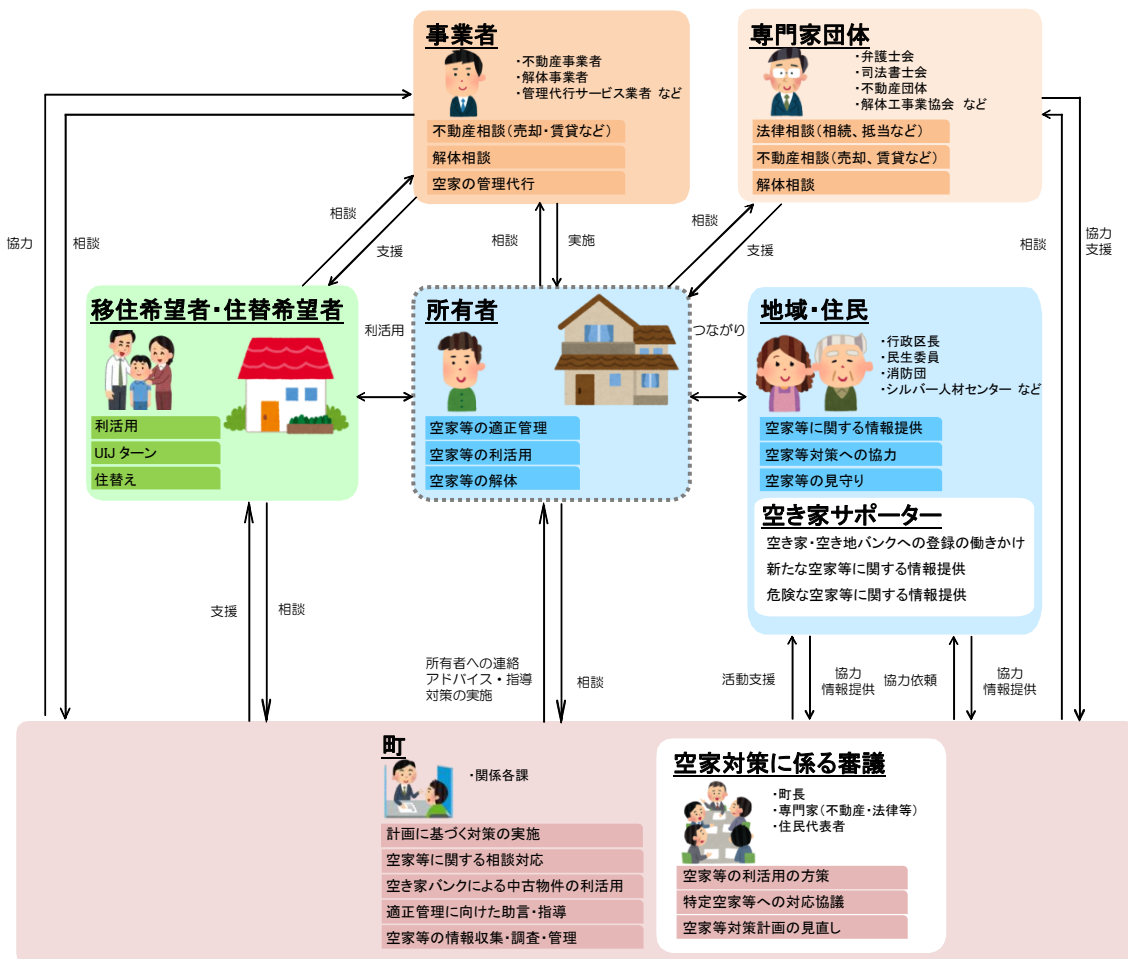 事業者
・不動産事業者
・解体事業者
・管理代行サービス業者 など
不動産相談（売却・賃貸など）
解体相談
空家の管理代行
専門家団体
・弁護士会
・司法書士会
・不動産団体
・解体工事業協会 など
法律相談（相続、抵当など）
不動産相談（売却、賃貸など）
解体相談
協力
相談
相談
支援
相談
実施
相談
支援
相談
協力
支援
移住希望者・住替希望者
利活用
UIJ ターン
住替え
利活用
所有者
空家等の適正管理
空家等の利活用
空家等の解体
つながり
地域・住民
・行政区長
・民生委員
・消防団
・シルバー人材センター など
空家等に関する情報提供
空家等対策への協力
空家等の見守り
空き家サポーター
空き家・空き地バンクへの登録の働きかけ
新たな空家等に関する情報提供
危険な空家等に関する情報提供
支援
相談
所有者への連絡
アドバイス・指導
対策の実施
相談
活動支援
協力
情報提供
協力依頼
協力
情報提供
町
・関係各課
計画に基づく対策の実施
空家等に関する相談対応
空き家バンクによる中古物件の利活用
適正管理に向けた助言・指導
空家等の情報収集・調査・管理
空家対策に係る審議
・町長
・専門家（不動産・法律等）
・住民代表者
空家等の利活用の方策
特定空家等への対応協議
空家等対策計画の見直し